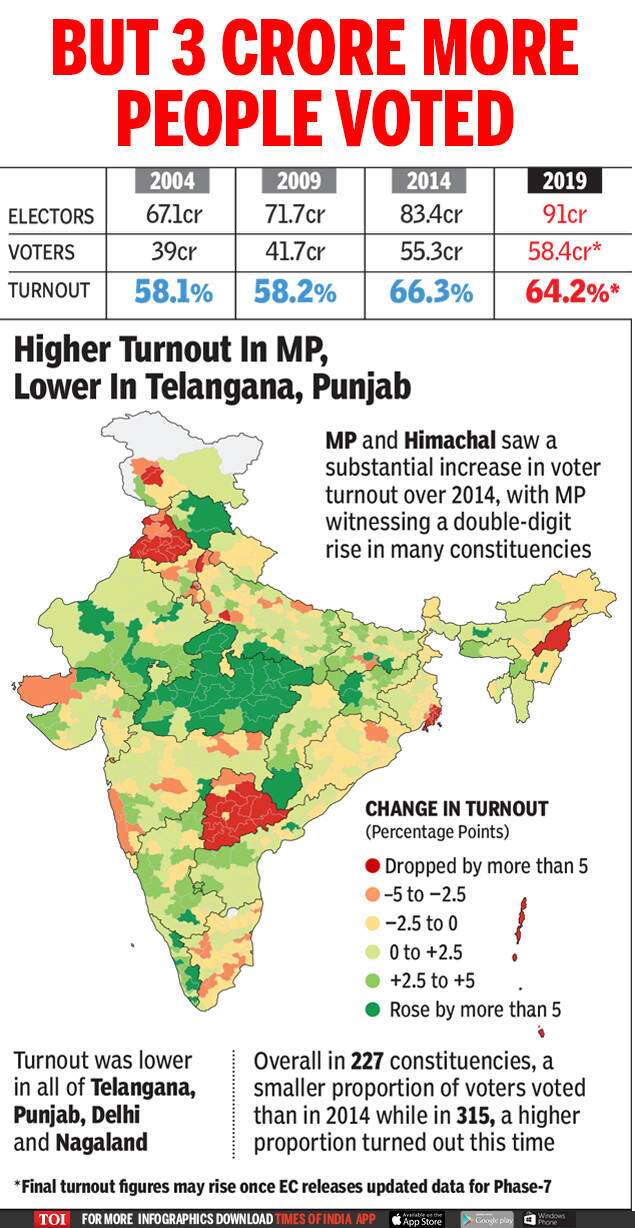 BUT 3 CRORE MORE
PEOPLE VOTED
2004 2009 2014 2019
ELECTORS 67.1cr 71.7cr 83.4cr 91cr
VOTERS 39cr 41.7cr 55.3cr 58.4cr*
TURNOUT 58.1% 58.2% 66.3% 64.2%*
Higher Turnout In MP,
Lower In Telangana, Punjab
MP and Himachal saw a
substantial increase in voter
turnout over 2014, with MP
witnessing a double-digit
rise in many constituencies
CHANGE IN TURNOUT
(Percentage Points)
Dropped by more than 5
–5 to −2.5
−2.5 to 0
0 to +2.5
+2.5 to +5
Rose by more than 5
Turnout was lower
in all of Telangana,
Punjab, Delhi
and Nagaland
Overall in 227 constituencies, a
smaller proportion of voters voted
than in 2014 while in 315, a higher
proportion turned out this time
*Final turnout figures may rise once EC releases updated data for Phase-7
TOI FOR MORE INFOGRAPHICS DOWNLOAD TIMES OF INDIA APP
Available on the
App Store
Google play
Windows
Phone